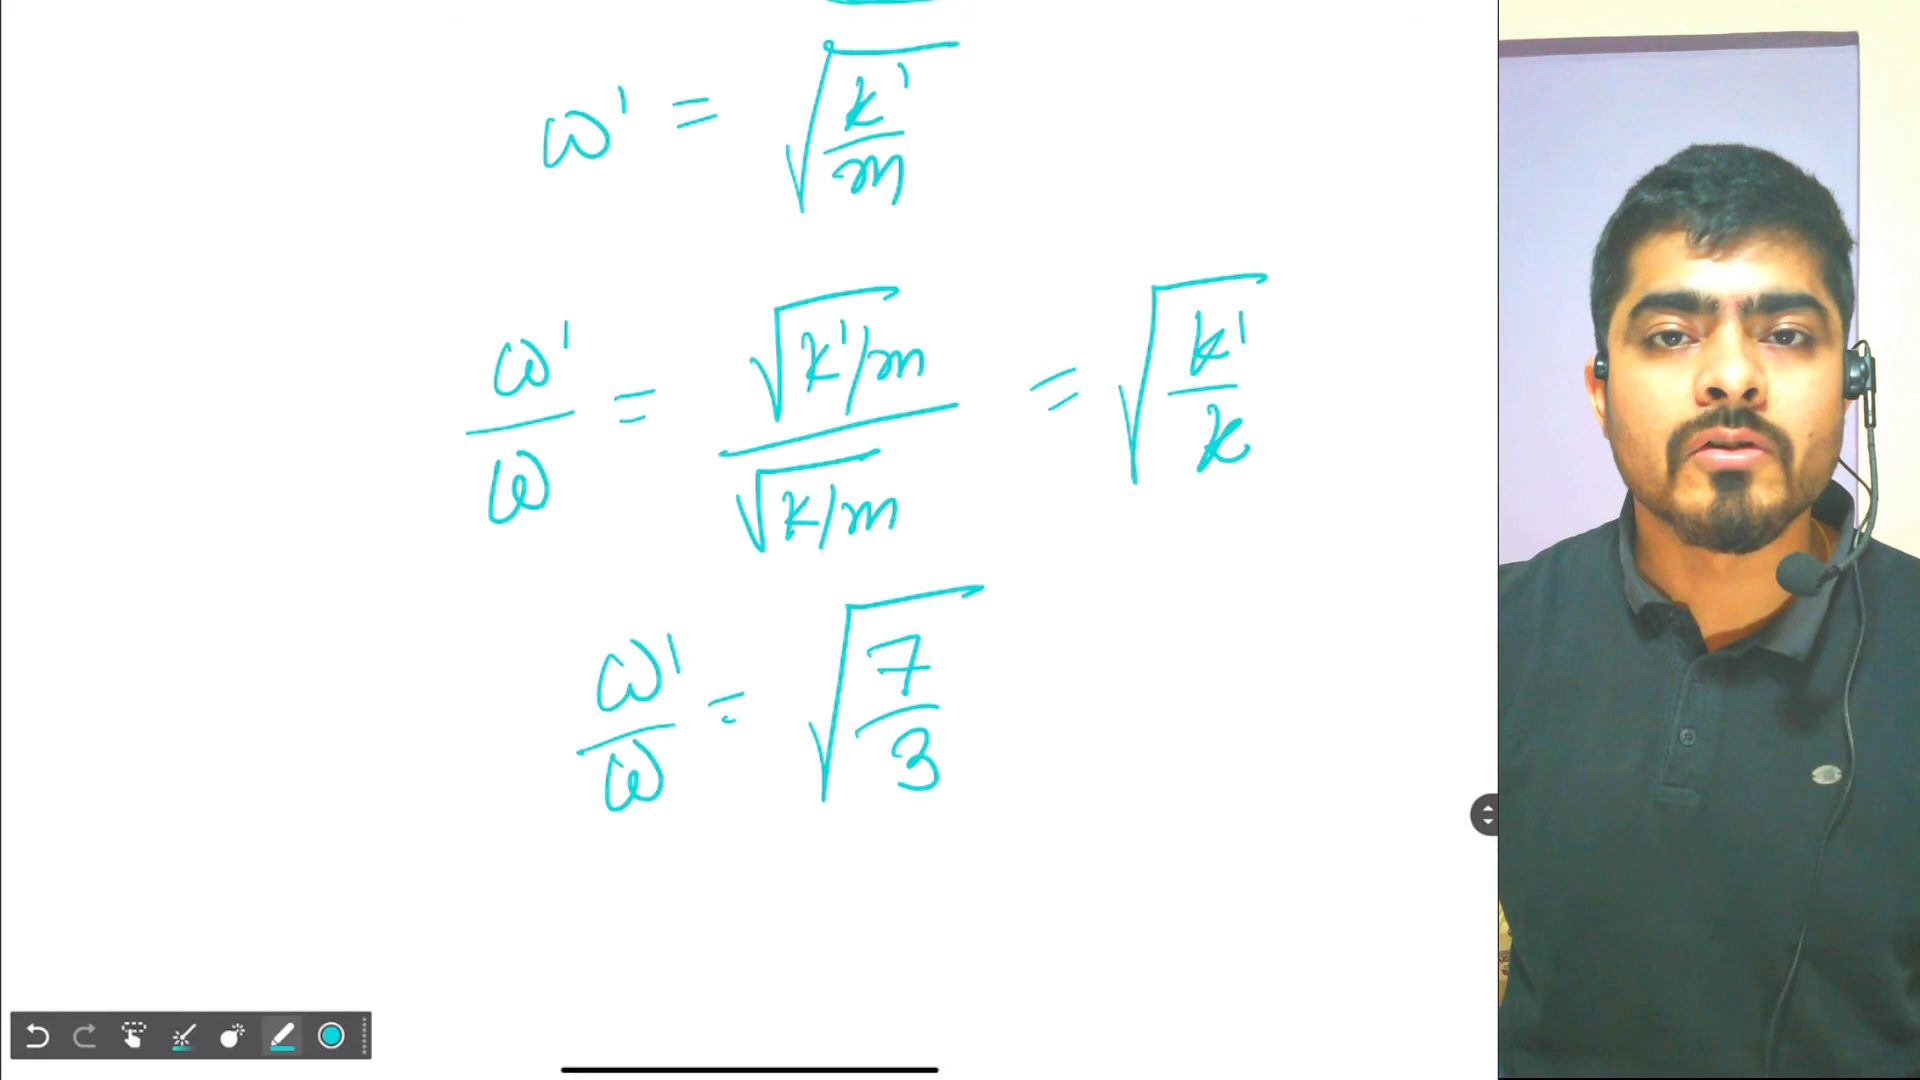 ω' = √(k'/m)
ω'/ω = √(k'/m) / √(k/m) = √(k'/k)
ω'/ω = √(7/3)